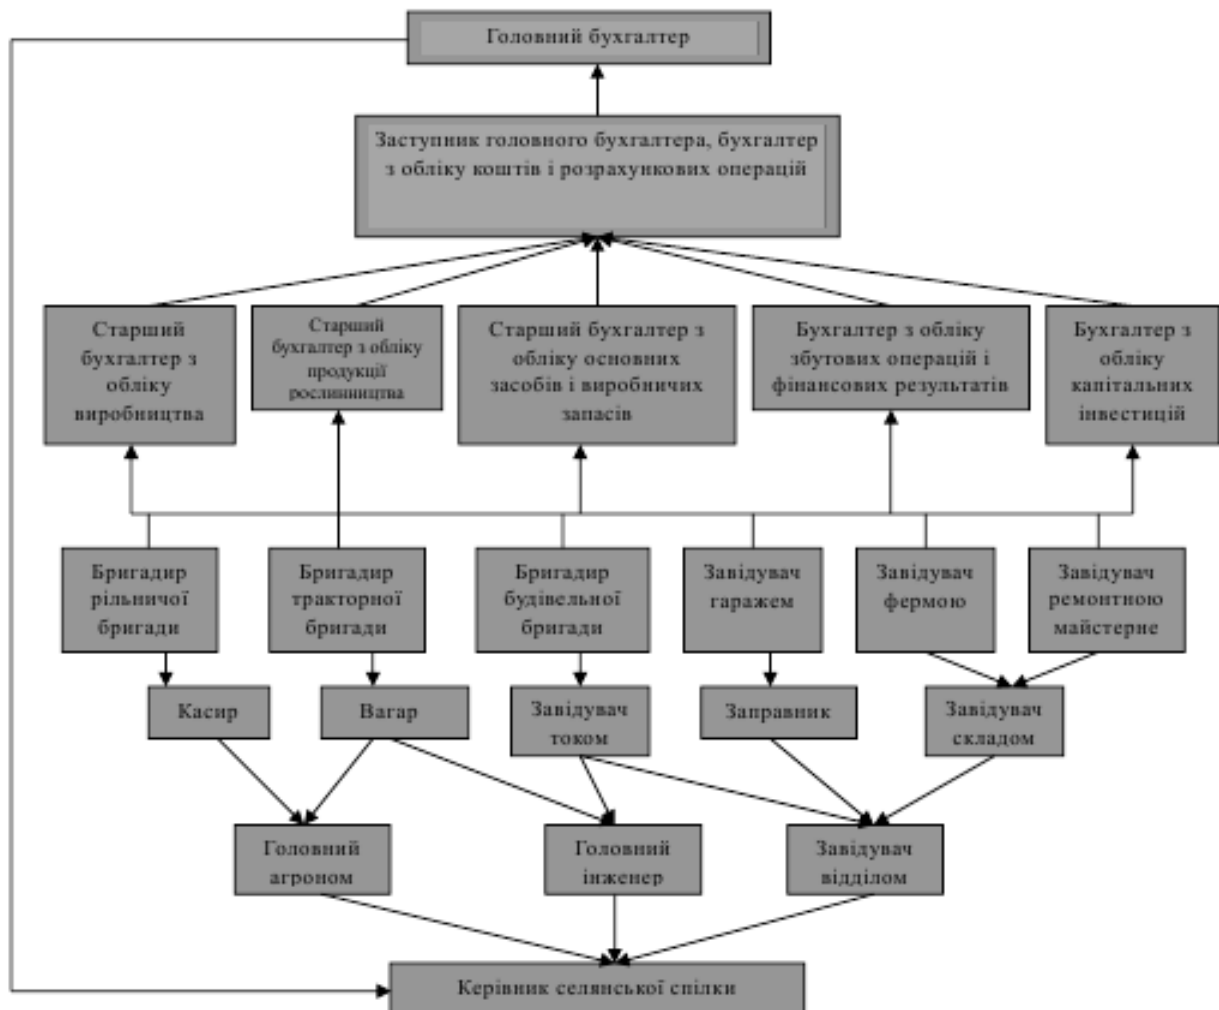 Головний бухгалтер
Заступник головного бухгалтера, бухгалтер
з обліку коштів і розрахункових операцій
Старший
бухгалтер з
обліку
виробництва
Старший
бухгалтер з обліку
продукції
рослинництва
Старший бухгалтер з
обліку основних
засобів і виробничих
запасів
Бухгалтер з обліку
збутових операцій і
фінансових результатів
Бухгалтер з
обліку
капітальних
інвестицій
Бригадир
рільничої
бригади
Бригадир
тракторної
бригади
Бригадир
будівельної
бригади
Завідувач
гаражем
Завідувач
фермою
Завідувач
ремонтною
майстерне
Касир
Вагар
Завідувач
током
Заправник
Завідувач
складом
Головний
агроном
Головний
інженер
Завідувач
відділом
Керівник селянської спілки